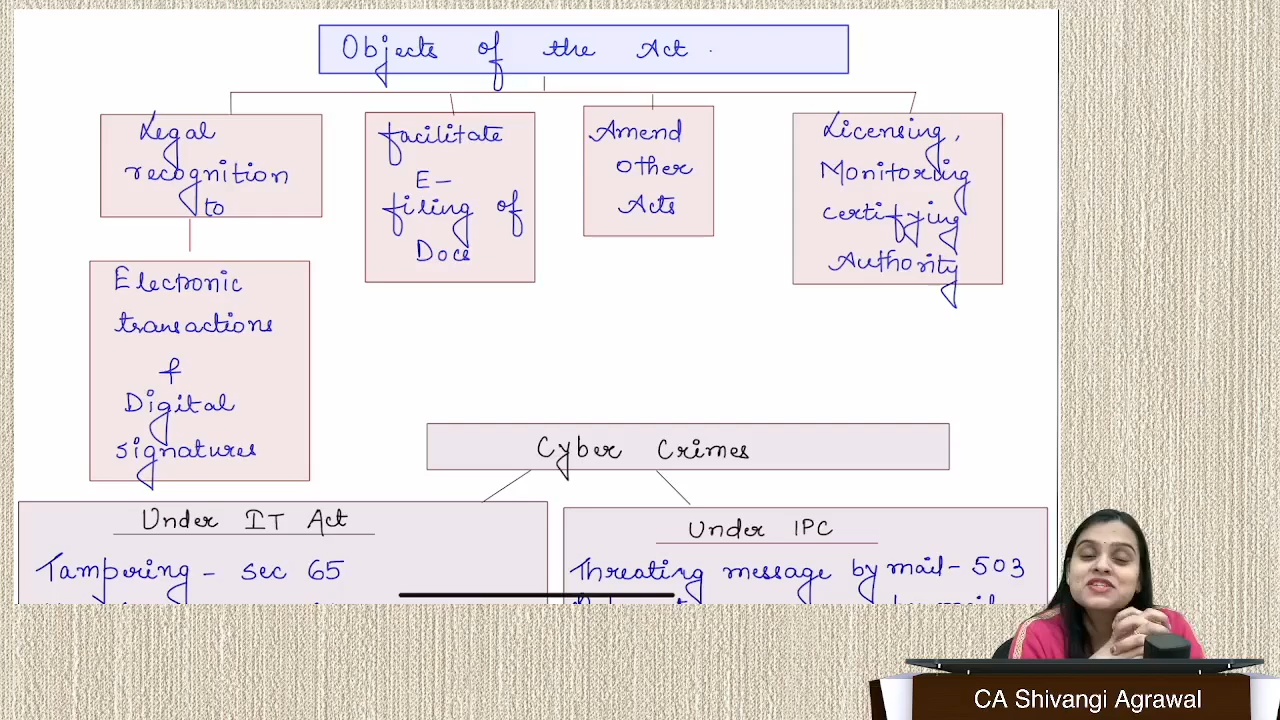 Objects of the Act.
Legal
recognition
to
Electronic
transactions
&
Digital
signatures
facilitate
E-
filing of
Docs
Amend
Other
Acts
Licensing,
Monitoring
certifying
Authority
Cyber Crimes
Under IT Act
Tampering - sec 65
Under IPC
Threating message by mail - 503
CA Shivangi Agrawal